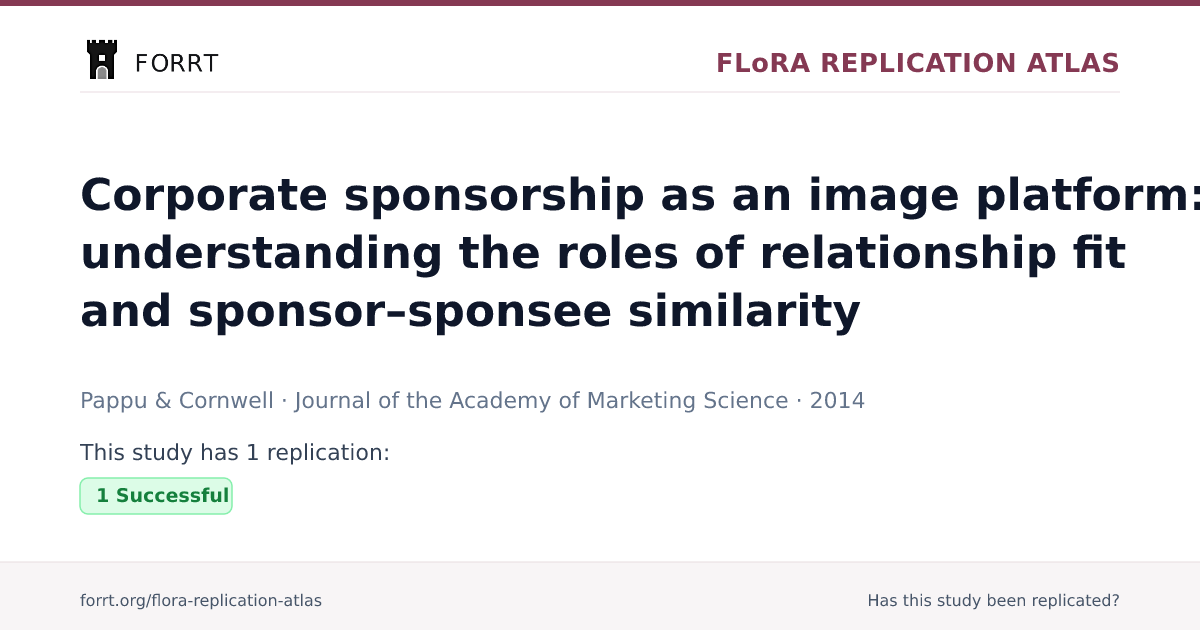 FORRT
FLoRA REPLICATION ATLAS
Corporate sponsorship as an image platform:
understanding the roles of relationship fit
and sponsor–sponsee similarity
Pappu & Cornwell · Journal of the Academy of Marketing Science · 2014
This study has 1 replication:
1 Successful
forrt.org/flora-replication-atlas
Has this study been replicated?